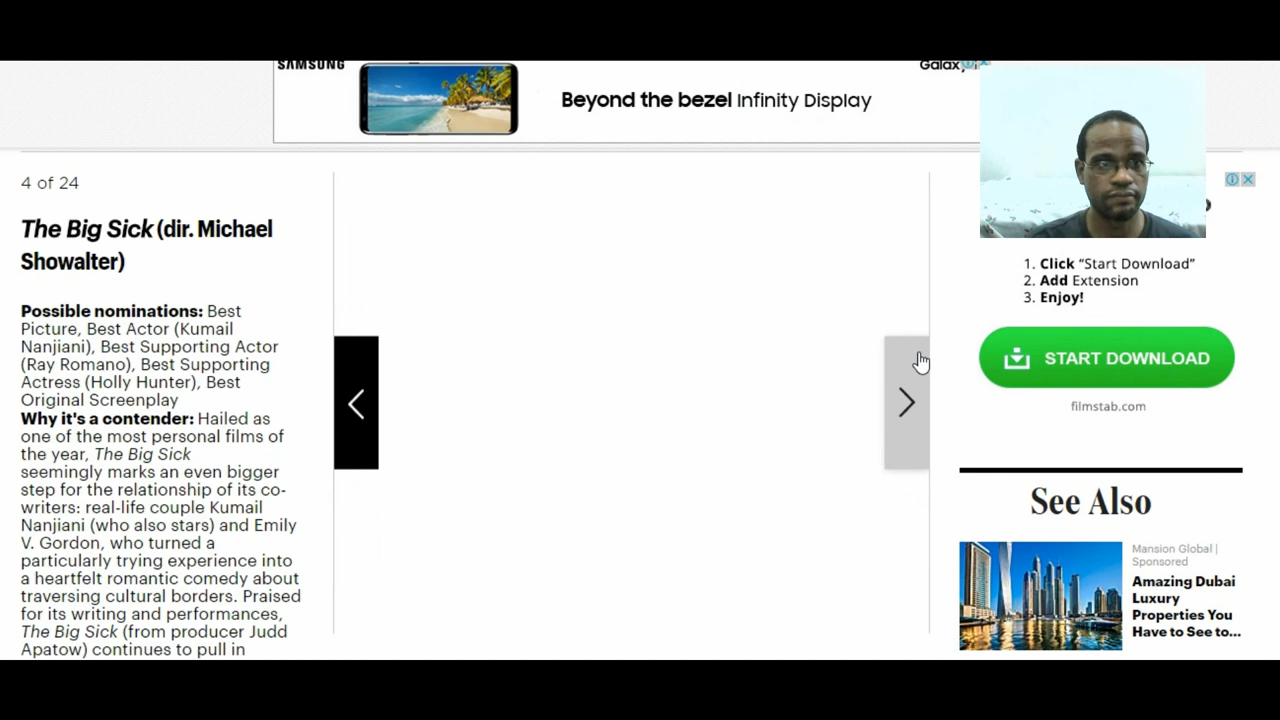 SAMSUNG
Galaxy
Beyond the bezel Infinity Display
4 of 24
The Big Sick (dir. Michael
Showalter)
Possible nominations: Best
Picture, Best Actor (Kumail
Nanjiani), Best Supporting Actor
(Ray Romano), Best Supporting
Actress (Holly Hunter), Best
Original Screenplay
Why it's a contender: Hailed as
one of the most personal films of
the year, The Big Sick
seemingly marks an even bigger
step for the relationship of its co-
writers: real-life couple Kumail
Nanjiani (who also stars) and Emily
V. Gordon, who turned a
particularly trying experience into
a heartfelt romantic comedy about
traversing cultural borders. Praised
for its writing and performances,
The Big Sick (from producer Judd
Apatow) continues to pull in
1. Click “Start Download”
2. Add Extension
3. Enjoy!
START DOWNLOAD
filmstab.com
See Also
Mansion Global |
Sponsored
Amazing Dubai
Luxury
Properties You
Have to See to...